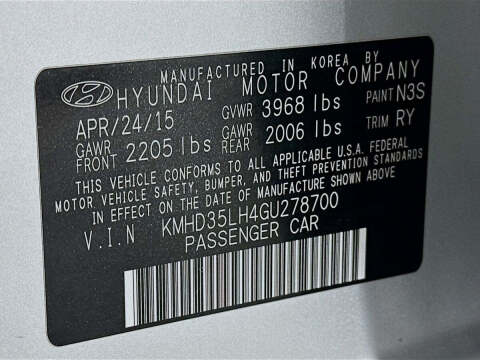 MANUFACTURED IN KOREA BY
HYUNDAI MOTOR COMPANY
APR/24/15 GVWR 3968 lbs PAINT N3S
GAWR FRONT 2205 lbs GAWR REAR 2006 lbs TRIM RY
THIS VEHICLE CONFORMS TO ALL APPLICABLE U.S.A. FEDERAL
MOTOR VEHICLE SAFETY, BUMPER, AND THEFT PREVENTION STANDARDS
IN EFFECT ON THE DATE OF MANUFACTURE SHOWN ABOVE.
V.I.N KMHD35LH4GU278700
PASSENGER CAR